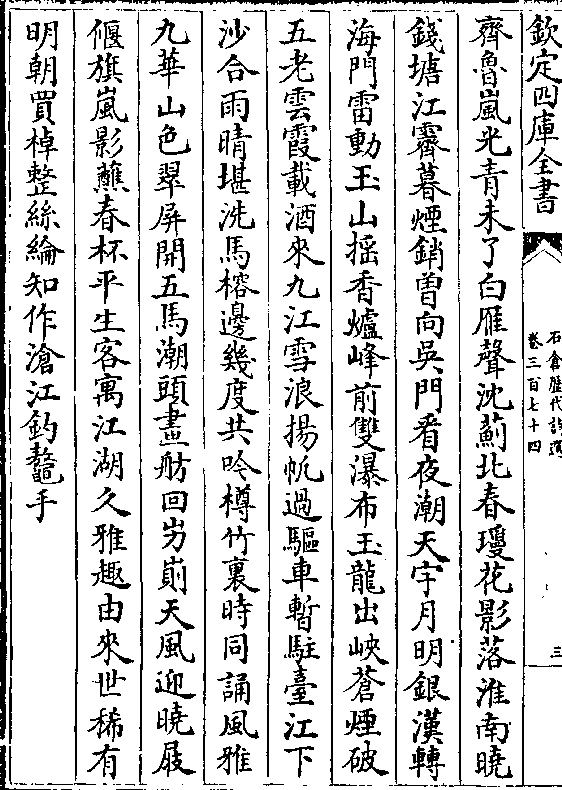 欽定四庫全書
石倉歷代詩選
卷三百七十四
三
齊魯嵐光青未了白雁聲沈薊北春瓊花影落淮南曉
錢塘江霽暮煙銷曾向吳門看夜潮天宇月明銀漢轉
海門雷動玉山揺香爐峰前雙瀑布玉龍出峽蒼煙破
五老雲霞載酒來九江雪浪揚帆過驅車暫駐臺江下
沙合雨晴堪洗馬榕邊幾度共吟樽竹裏時同誦風雅
九華山色翠屏開五馬潮頭畫舫回屴崱天風迎曉屐
偃旗嵐影蘸春杯平生客寓江湖久雅趣由來世稀有
明朝買棹整絲綸知作滄江釣鼇手